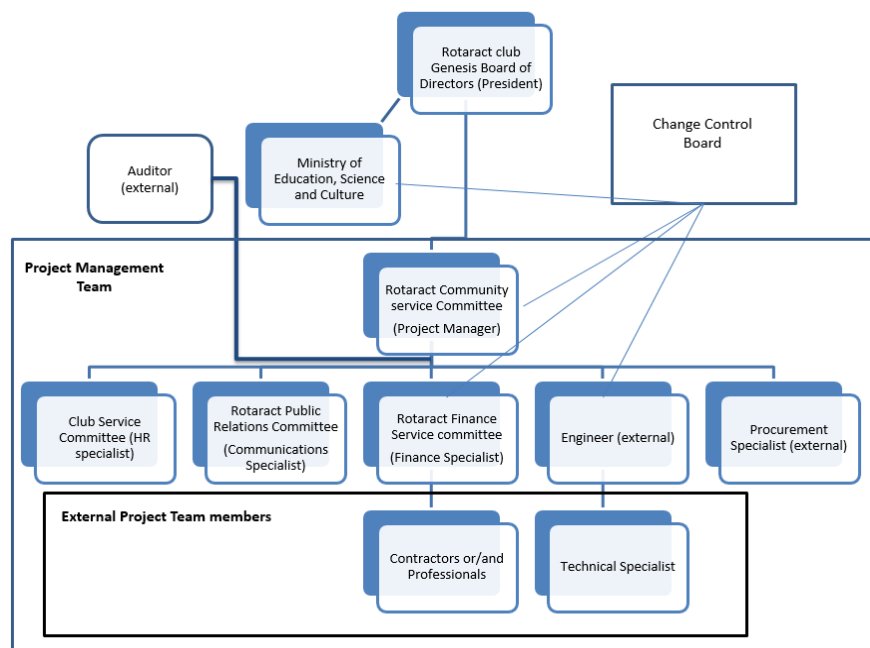 Rotaract club
Genesis Board of
Directors (President)
Change Control
Board
Auditor
(external)
Ministry of
Education, Science
and Culture
Project Management
Team
Rotaract Community
service Committee
(Project Manager)
Club Service
Committee (HR
specialist)
Rotaract Public
Relations Committee
(Communications
Specialist)
Rotaract Finance
Service committee
(Finance Specialist)
Engineer (external)
Procurement
Specialist (external)
External Project Team members
Contractors or/and
Professionals
Technical Specialist